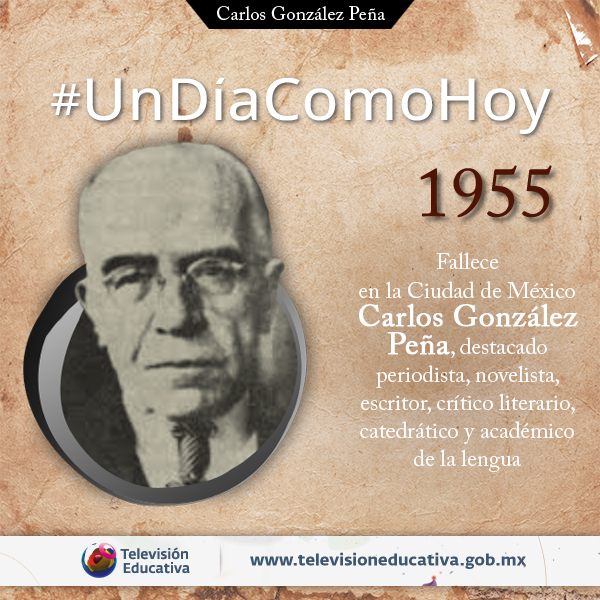 Carlos González Peña
#UnDíaComoHoy
1955
Fallece
en la Ciudad de México
Carlos González
Peña, destacado
periodista, novelista,
escritor, crítico literario,
catedrático y académico
de la lengua
Televisión
Educativa
www.televisioneducativa.gob.mx